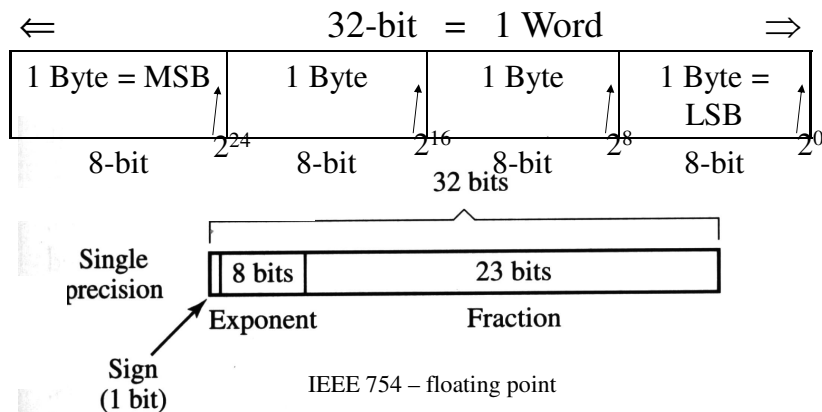 ⇐ 32-bit = 1 Word ⇒
1 Byte = MSB 1 Byte 1 Byte 1 Byte =
LSB
2^24 2^16 2^8 2^0
8-bit 8-bit 8-bit 8-bit
32 bits
Single
precision
8 bits 23 bits
Exponent Fraction
Sign
(1 bit)
IEEE 754 – floating point